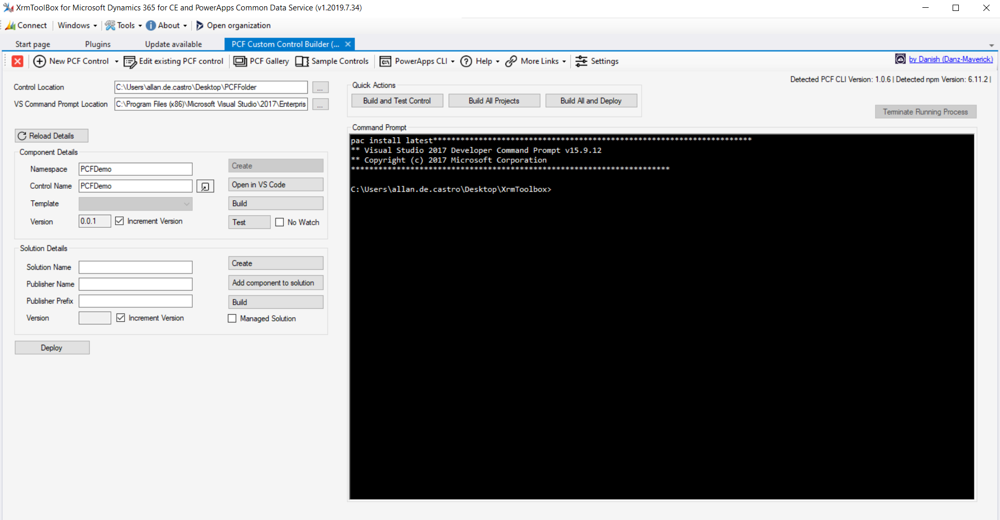 XrmToolBox for Microsoft Dynamics 365 for CE and PowerApps Common Data Service (v1.2019.7.34)
Connect Windows Tools About Open organization
Start page Plugins Update available PCF Custom Control Builder (...
New PCF Control Edit existing PCF control PCF Gallery Sample Controls PowerApps CLI Help More Links Settings by Danish (Danz-Maverick)
Detected PCF CLI Version: 1.0.6 | Detected npm Version: 6.11.2 |
Control Location C:\Users\allan.de.castro\Desktop\PCFFolder ...
VS Command Prompt Location C:\Program Files (x86)\Microsoft Visual Studio\2017\Enterpris ...
Reload Details
Component Details
Namespace PCFDemo Create
Control Name PCFDemo Open in VS Code
Template Build
Version 0.0.1 Increment Version Test No Watch
Solution Details
Solution Name Create
Publisher Name Add component to solution
Publisher Prefix Build
Version Increment Version Managed Solution
Deploy
Quick Actions
Build and Test Control Build All Projects Build All and Deploy
Terminate Running Process
Command Prompt
pac install latest**********************************************************************
** Visual Studio 2017 Developer Command Prompt v15.9.12
** Copyright (c) 2017 Microsoft Corporation
**********************************************************************
C:\Users\allan.de.castro\Desktop\XrmToolbox>